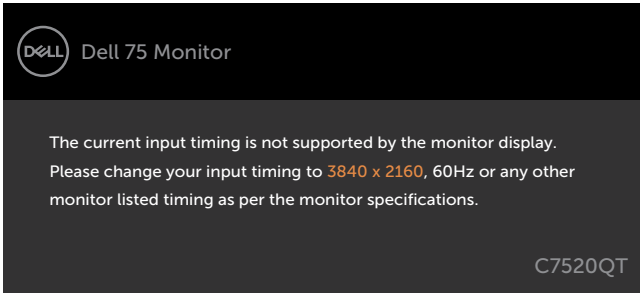 DELL
Dell 75 Monitor
The current input timing is not supported by the monitor display.
Please change your input timing to 3840 x 2160, 60Hz or any other
monitor listed timing as per the monitor specifications.
C7520QT